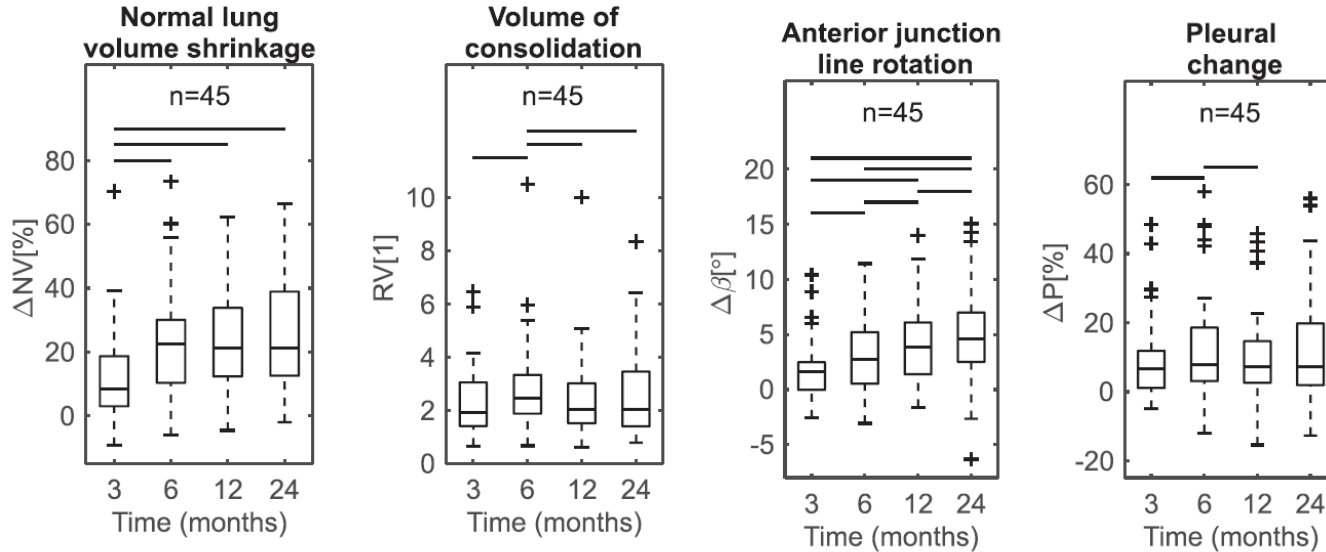 Normal lung
volume shrinkage
n=45
ΔNV[%]
80
60
40
20
0
3 6 12 24
Time (months)
Volume of
consolidation
n=45
RV[1]
10
8
6
4
2
0
3 6 12 24
Time (months)
Anterior junction
line rotation
n=45
Δβ[°]
20
15
10
5
0
-5
3 6 12 24
Time (months)
Pleural
change
n=45
ΔP[%]
60
40
20
0
-20
3 6 12 24
Time (months)